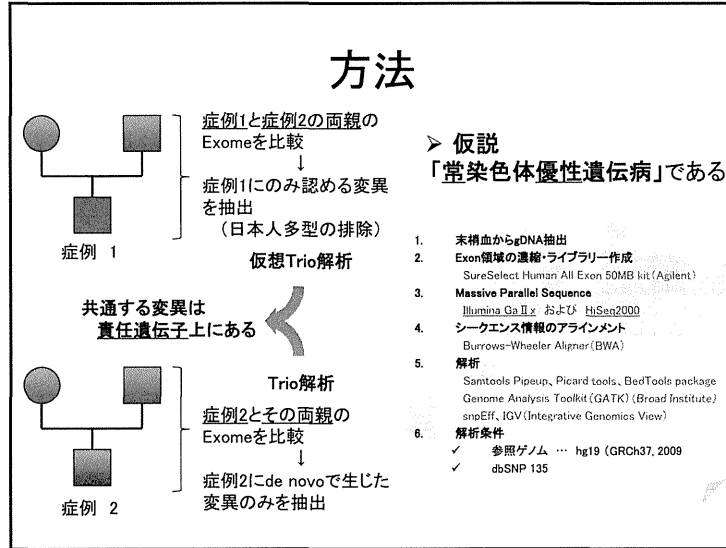 方法
症例1と症例2の両親の
Exomeを比較
↓
症例1にのみ認める変異
を抽出
（日本人多型の排除）
仮想Trio解析
症例 1
共通する変異は
責任遺伝子上にある
Trio解析
症例2とその両親の
Exomeを比較
↓
症例2にde novoで生じた
変異のみを抽出
症例 2
➢ 仮説
「常染色体優性遺伝病」である
1. 末梢血からgDNA抽出
2. Exon領域の濃縮・ライブラリー作成
SureSelect Human All Exon 50MB kit(Agilent)
3. Massive Parallel Sequence
Illumina GaⅡx および HiSeq2000
4. シークエンス情報のアラインメント
Burrows-Wheeler Aligner(BWA)
5. 解析
Samtools Pipeup、Picard tools、BedTools package
Genome Analysis Toolkit(GATK) (Broad Institute)
snpEff、IGV(Integrative Genomics View)
6. 解析条件
✓ 参照ゲノム … hg19 (GRCh37, 2009
✓ dbSNP 135